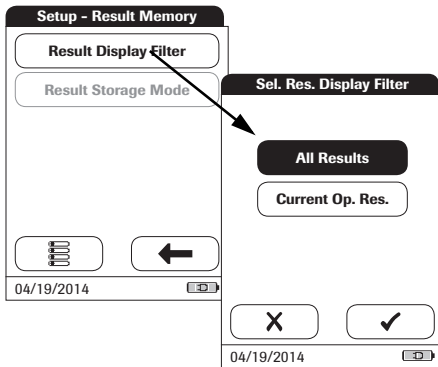 Setup - Result Memory
Result Display Filter
Result Storage Mode
04/19/2014
Sel. Res. Display Filter
All Results
Current Op. Res.
04/19/2014